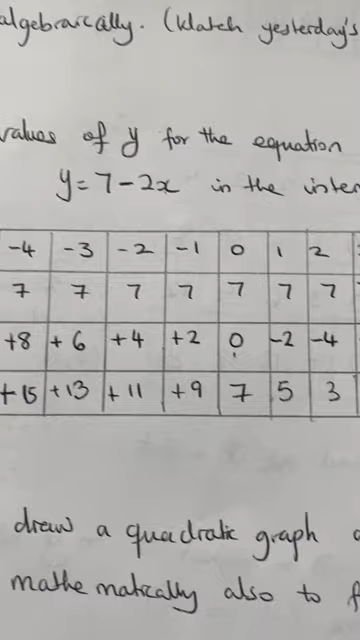 algebraically. (Watch yesterday's
values of y for the equation
y = 7 - 2x in the
-4 -3 -2 -1 0 1 2
7 7 7 7 7 7 7
+8 +6 +4 +2 0 -2 -4
+15 +13 +11 +9 7 5 3
draw a quadratic graph
mathematically also to